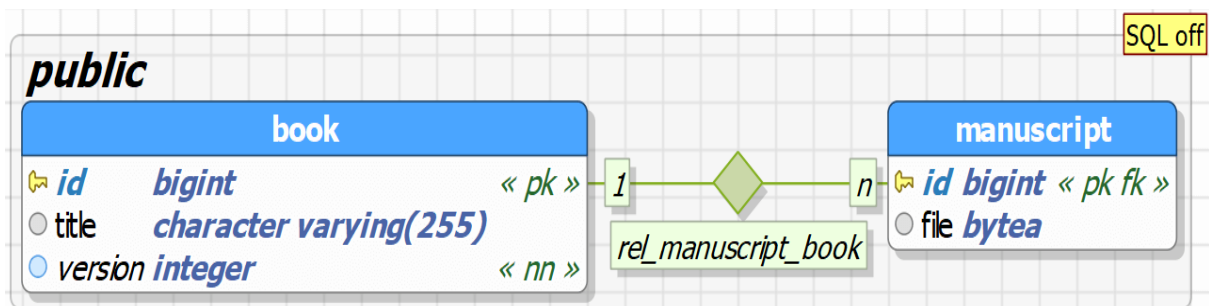 SQL off
public
book
id bigint « pk »
title character varying(255)
version integer « nn »
1
n
rel_manuscript_book
manuscript
id bigint « pk fk »
file bytea